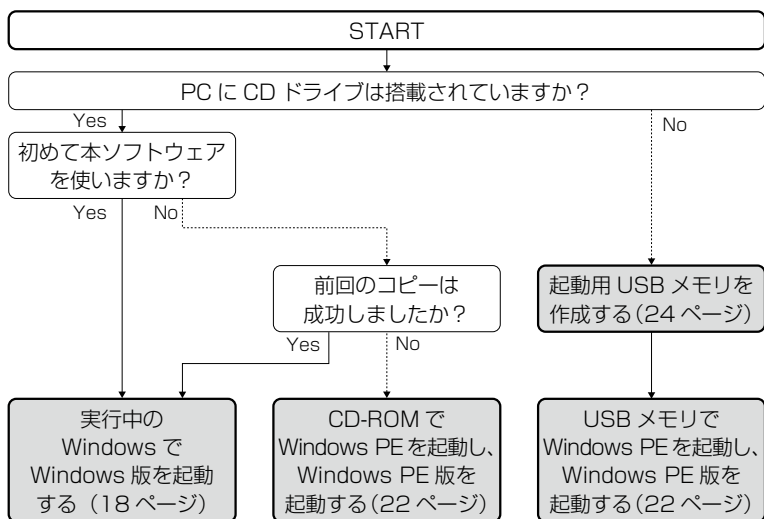 START
PC に CD ドライブは搭載されていますか？
Yes
No
初めて本ソフトウェア
を使いますか？
Yes
No
前回のコピーは
成功しましたか？
起動用 USB メモリを
作成する（24 ページ）
Yes
No
実行中の
Windows で
Windows 版を起動
する（18 ページ）
CD-ROM で
Windows PE を起動し、
Windows PE 版を
起動する（22 ページ）
USB メモリで
Windows PE を起動し、
Windows PE 版を
起動する（22 ページ）